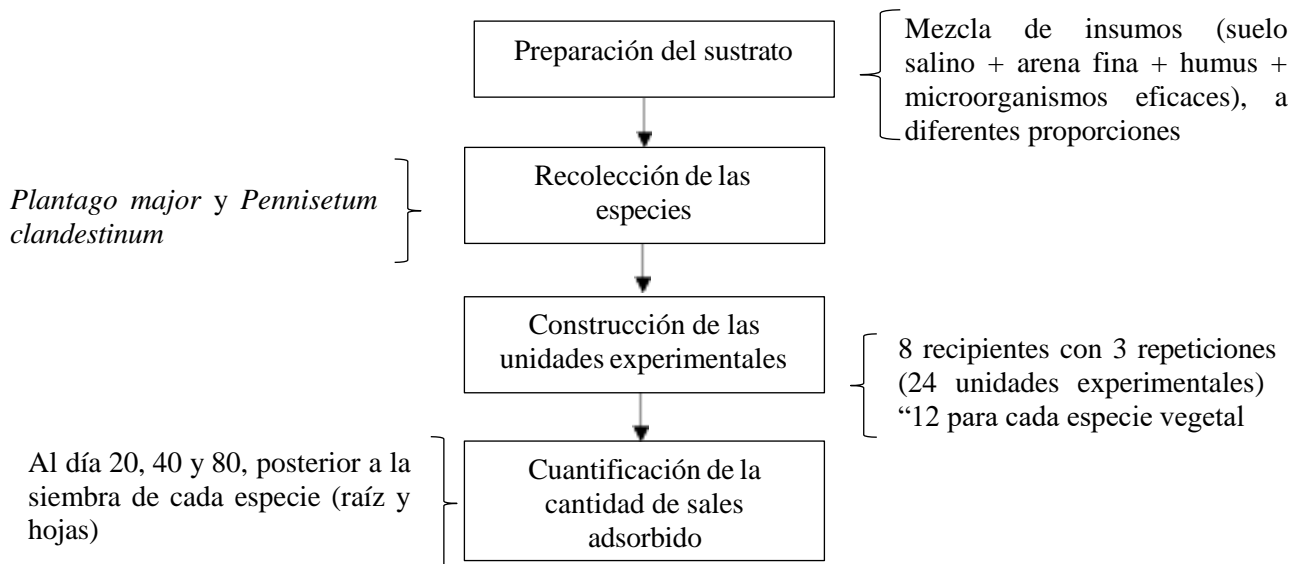 Preparación del sustrato
Mezcla de insumos (suelo
salino + arena fina + humus +
microorganismos eficaces), a
diferentes proporciones
Plantago major y Pennisetum
clandestinum
Recolección de las
especies
Construcción de las
unidades experimentales
8 recipientes con 3 repeticiones
(24 unidades experimentales)
“12 para cada especie vegetal
Al día 20, 40 y 80, posterior a la
siembra de cada especie (raíz y
hojas)
Cuantificación de la
cantidad de sales
adsorbido